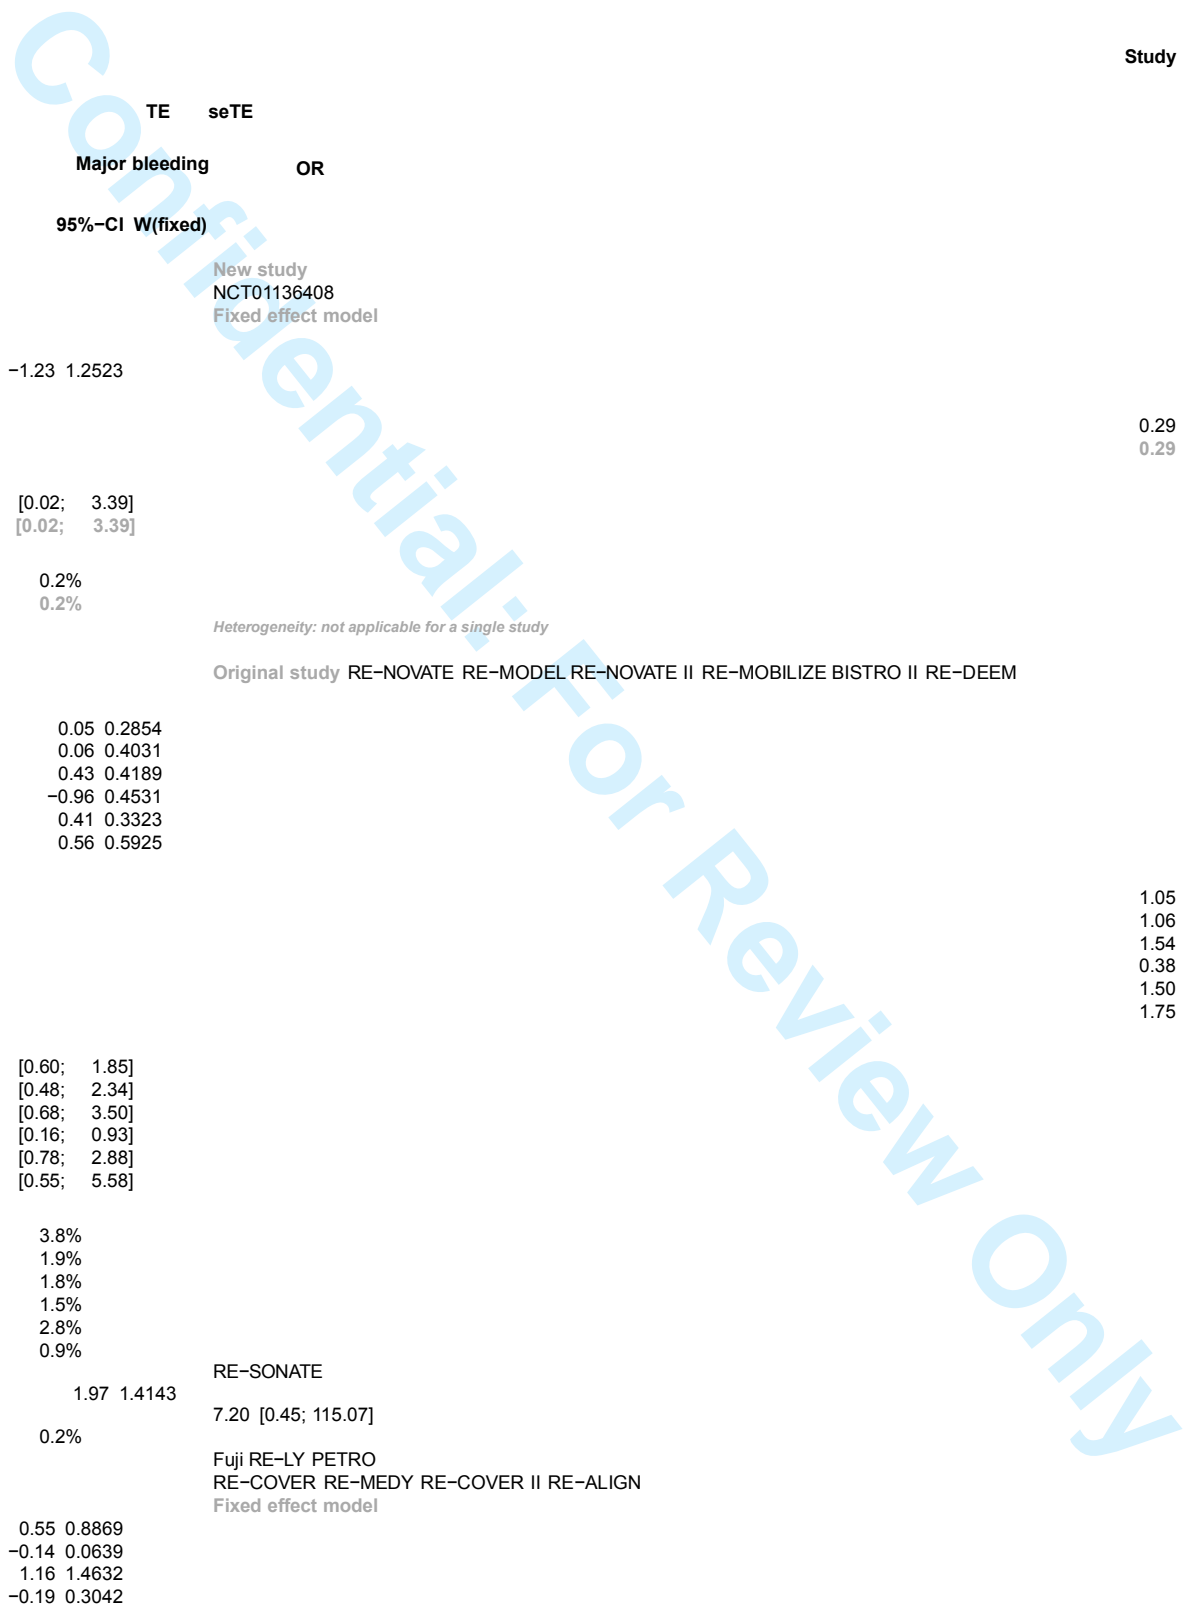 Study
TE seTE
Major bleeding OR
95%−CI W(fixed)
New study
NCT01136408
Fixed effect model
−1.23 1.2523
0.29
0.29
[0.02; 3.39]
[0.02; 3.39]
0.2%
0.2%
Heterogeneity: not applicable for a single study
Original study RE−NOVATE RE−MODEL RE−NOVATE II RE−MOBILIZE BISTRO II RE−DEEM
0.05 0.2854
0.06 0.4031
0.43 0.4189
−0.96 0.4531
0.41 0.3323
0.56 0.5925
1.05
1.06
1.54
0.38
1.50
1.75
[0.60; 1.85]
[0.48; 2.34]
[0.68; 3.50]
[0.16; 0.93]
[0.78; 2.88]
[0.55; 5.58]
3.8%
1.9%
1.8%
1.5%
2.8%
0.9%
RE−SONATE
1.97 1.4143
7.20 [0.45; 115.07]
0.2%
Fuji RE−LY PETRO
RE−COVER RE−MEDY RE−COVER II RE−ALIGN
Fixed effect model
0.55 0.8869
−0.14 0.0639
1.16 1.4632
−0.19 0.3042
Confidential: For Review Only